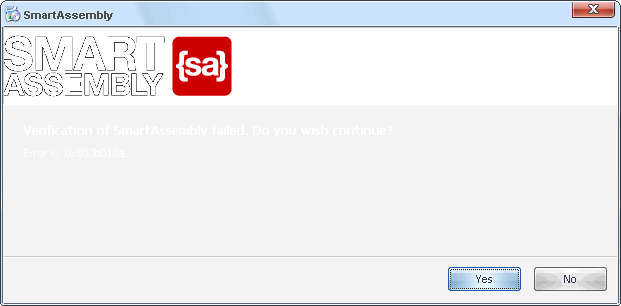 SmartAssembly
SMART
ASSEMBLY
{sa}
Verification of SmartAssembly failed. Do you wish continue?
Error is: 0x800b010a
Yes
No